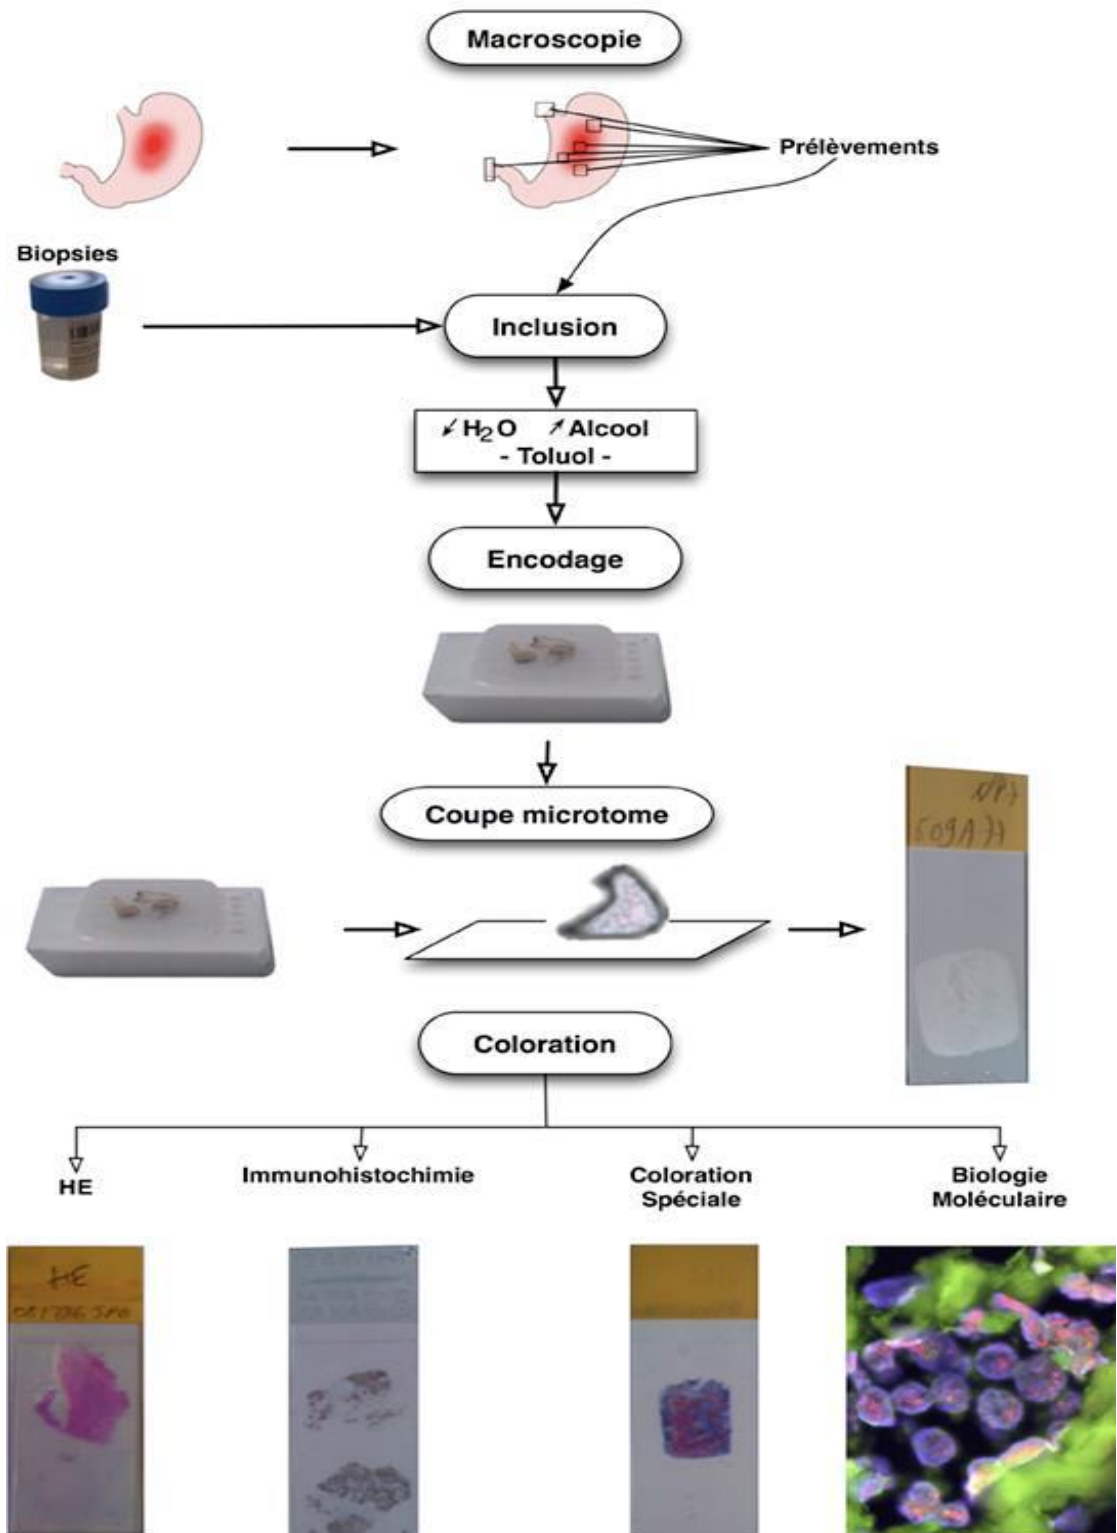 Macroscopie
Prélèvements
Biopsies
Inclusion
↙H₂O ↗Alcool
- Toluol -
Encodage
Coupe microtome
Coloration
HE
Immunohistochimie
Coloration
Spéciale
Biologie
Moléculaire
HE